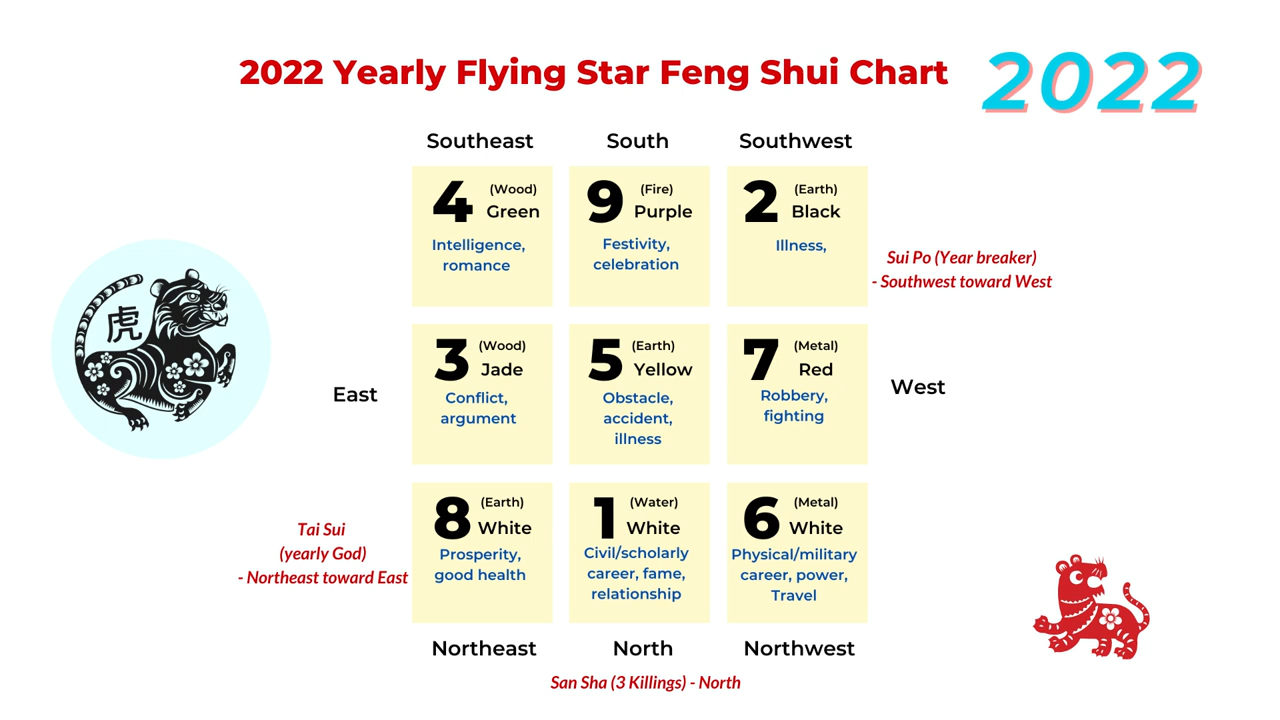 2022 Yearly Flying Star Feng Shui Chart
2022
Southeast
South
Southwest
4
(Wood)
Green
Intelligence,
romance
9
(Fire)
Purple
Festivity,
celebration
2
(Earth)
Black
Illness,
Sui Po (Year breaker)
- Southwest toward West
虎
East
3
(Wood)
Jade
Conflict,
argument
5
(Earth)
Yellow
Obstacle,
accident,
illness
7
(Metal)
Red
Robbery,
fighting
West
Tai Sui
(yearly God)
- Northeast toward East
8
(Earth)
White
Prosperity,
good health
1
(Water)
White
Civil/scholarly
career, fame,
relationship
6
(Metal)
White
Physical/military
career, power,
Travel
Northeast
North
Northwest
San Sha (3 Killings) - North